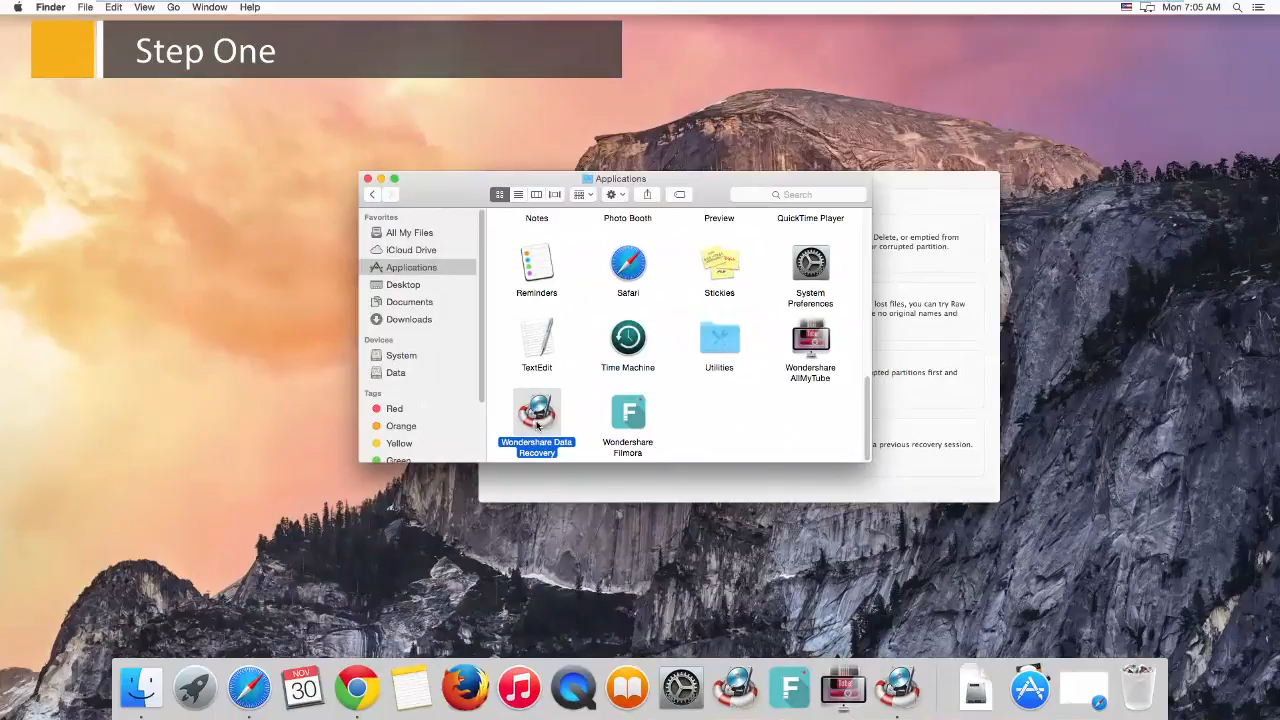 Finder File Edit View Go Window Help
Mon 7:05 AM
Step One
Applications
Search
Favorites
All My Files
iCloud Drive
Applications
Desktop
Documents
Downloads
Devices
System
Data
Tags
Red
Orange
Yellow
Green
Notes
Photo Booth
Preview
QuickTime Player
Reminders
Safari
Stickies
System
Preferences
TextEdit
Time Machine
Utilities
Wondershare
AllMyTube
Wondershare Data
Recovery
Wondershare
Filmora
Delete, or emptied from
or corrupted partition.
lost files, you can try Raw
e no original names and
pted partitions first and
a previous recovery session.
NOV
30